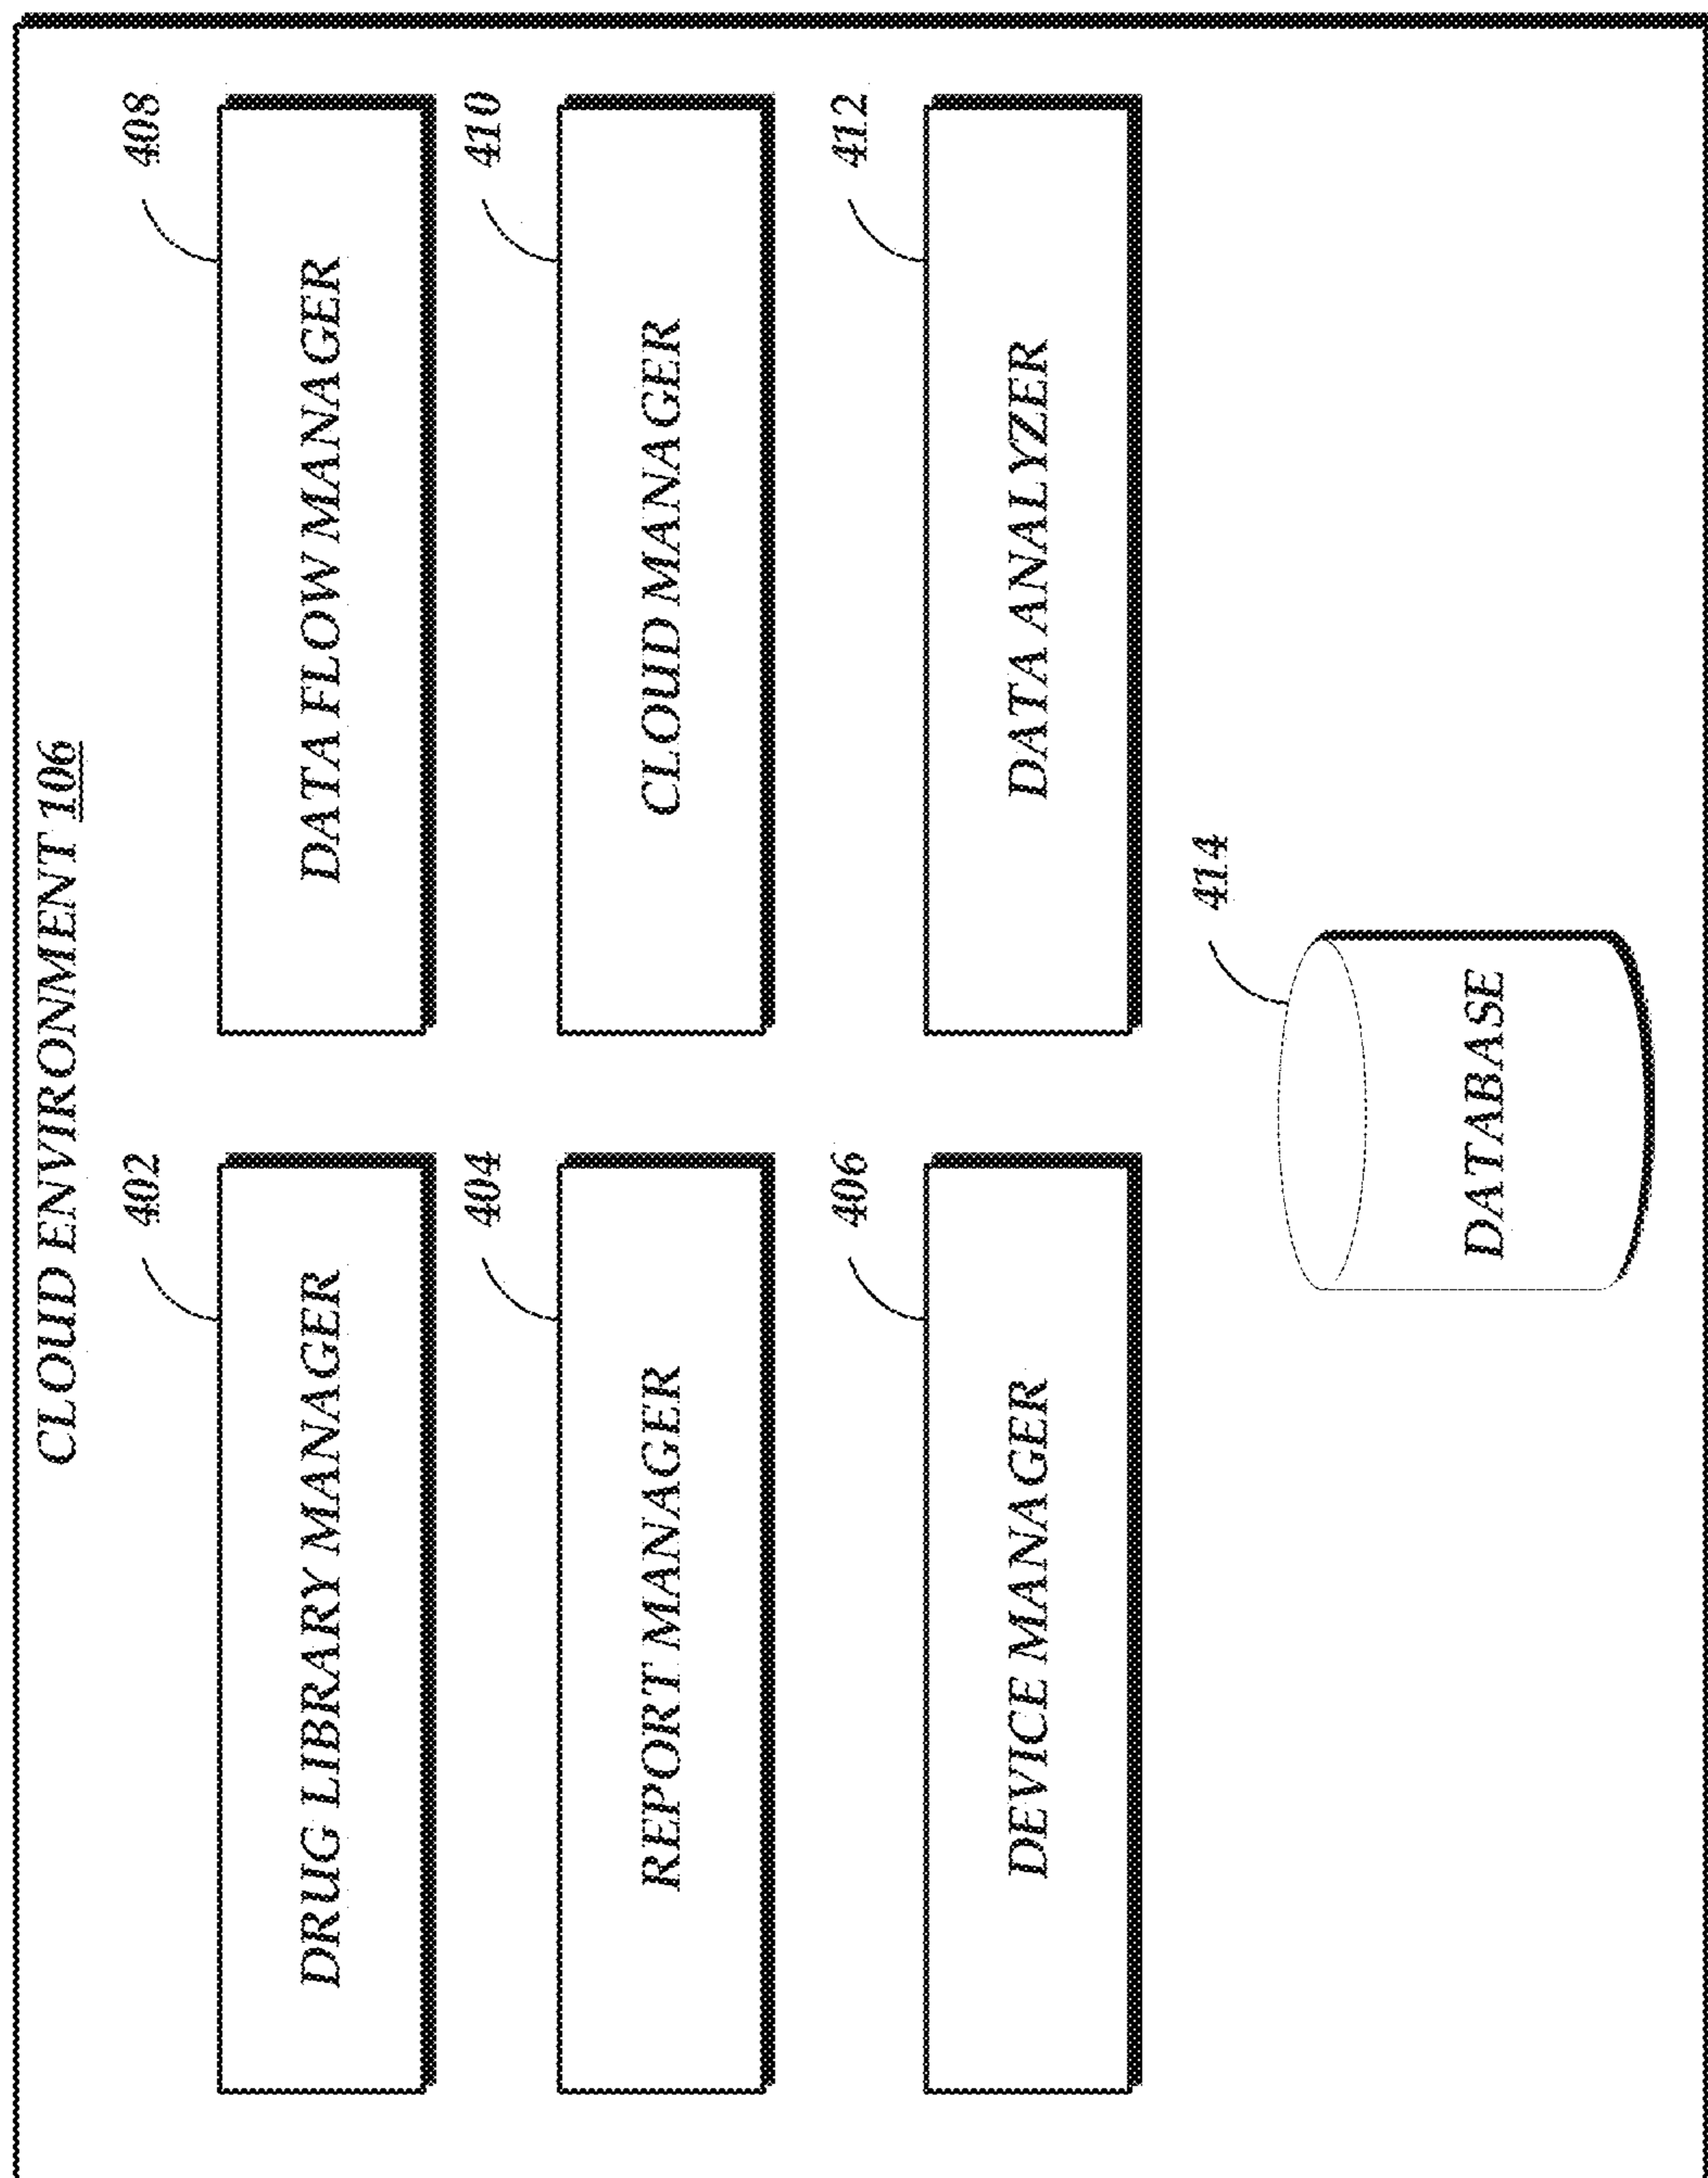 CLOUD ENVIRONMENT 106
402
DRUG LIBRARY MANAGER
408
DATA FLOW MANAGER
404
REPORT MANAGER
410
CLOUD MANAGER
406
DEVICE MANAGER
412
DATA ANALYZER
414
DATABASE